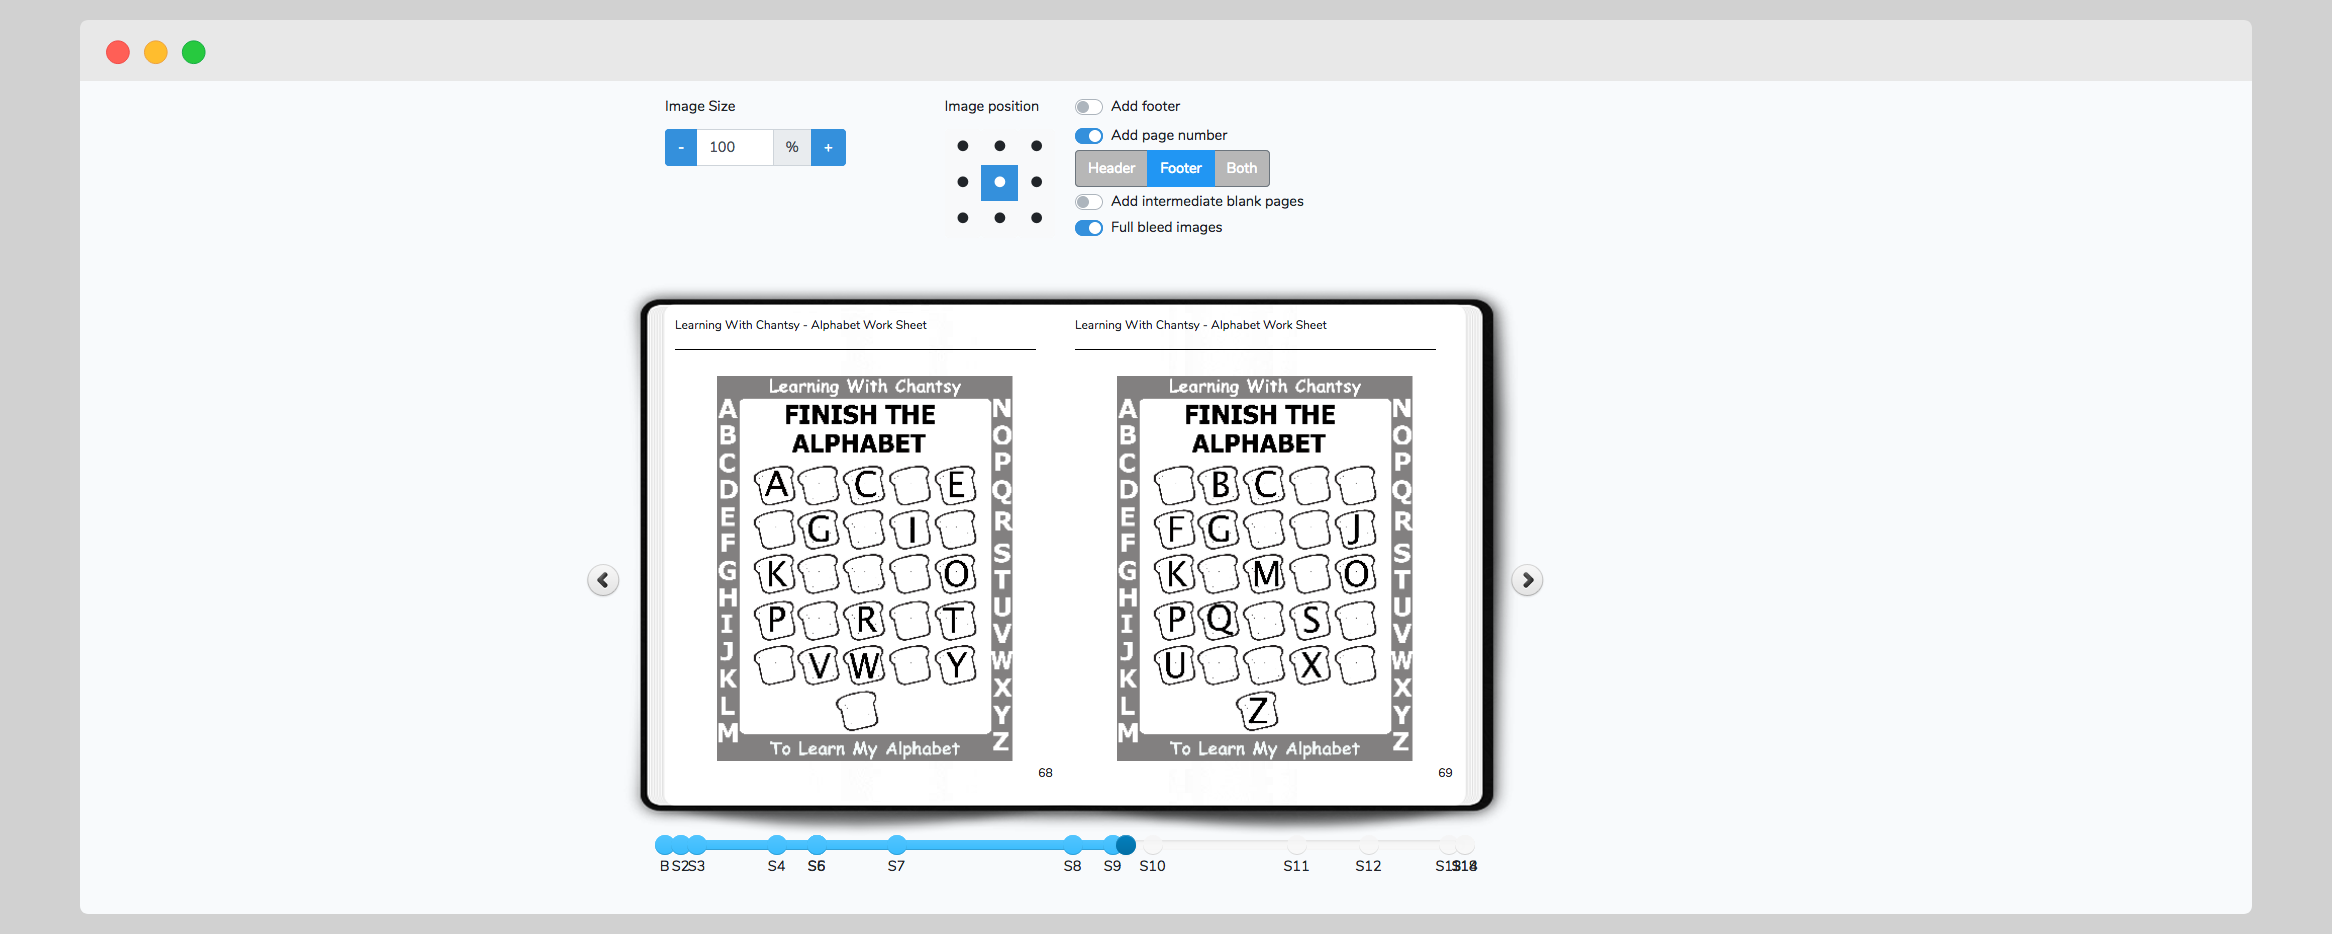 Image Size
- 100 % +
Image position
Add footer
Add page number
Header Footer Both
Add intermediate blank pages
Full bleed images
Learning With Chantsy - Alphabet Work Sheet
Learning With Chantsy
FINISH THE
ALPHABET
A
B
C
D
E
F
G
H
I
J
K
L
M
A C E
G I
K O
P R T
V W Y
N
O
P
Q
R
S
T
U
V
W
X
Y
Z
To Learn My Alphabet
68
Learning With Chantsy - Alphabet Work Sheet
Learning With Chantsy
FINISH THE
ALPHABET
A
B
C
D
E
F
G
H
I
J
K
L
M
B C
F G J
K M O
P Q S
U X
Z
N
O
P
Q
R
S
T
U
V
W
X
Y
Z
To Learn My Alphabet
69
B S2 S3 S4 S7 S8 S9 S10 S11 S12